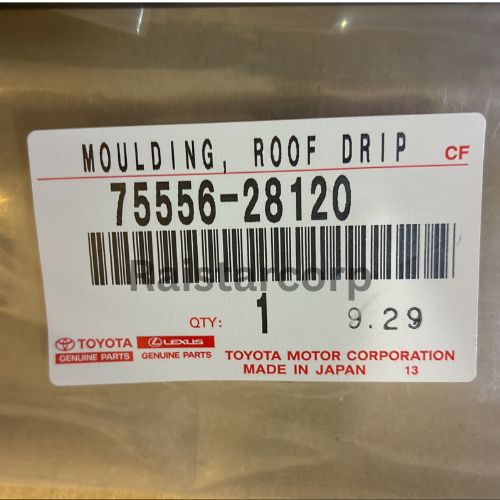 MOULDING, ROOF DRIP CF
75556-28120
Raistarcorp
QTY: 1 9.29
TOYOTA LEXUS
GENUINE PARTS GENUINE PARTS
TOYOTA MOTOR CORPORATION
MADE IN JAPAN 13